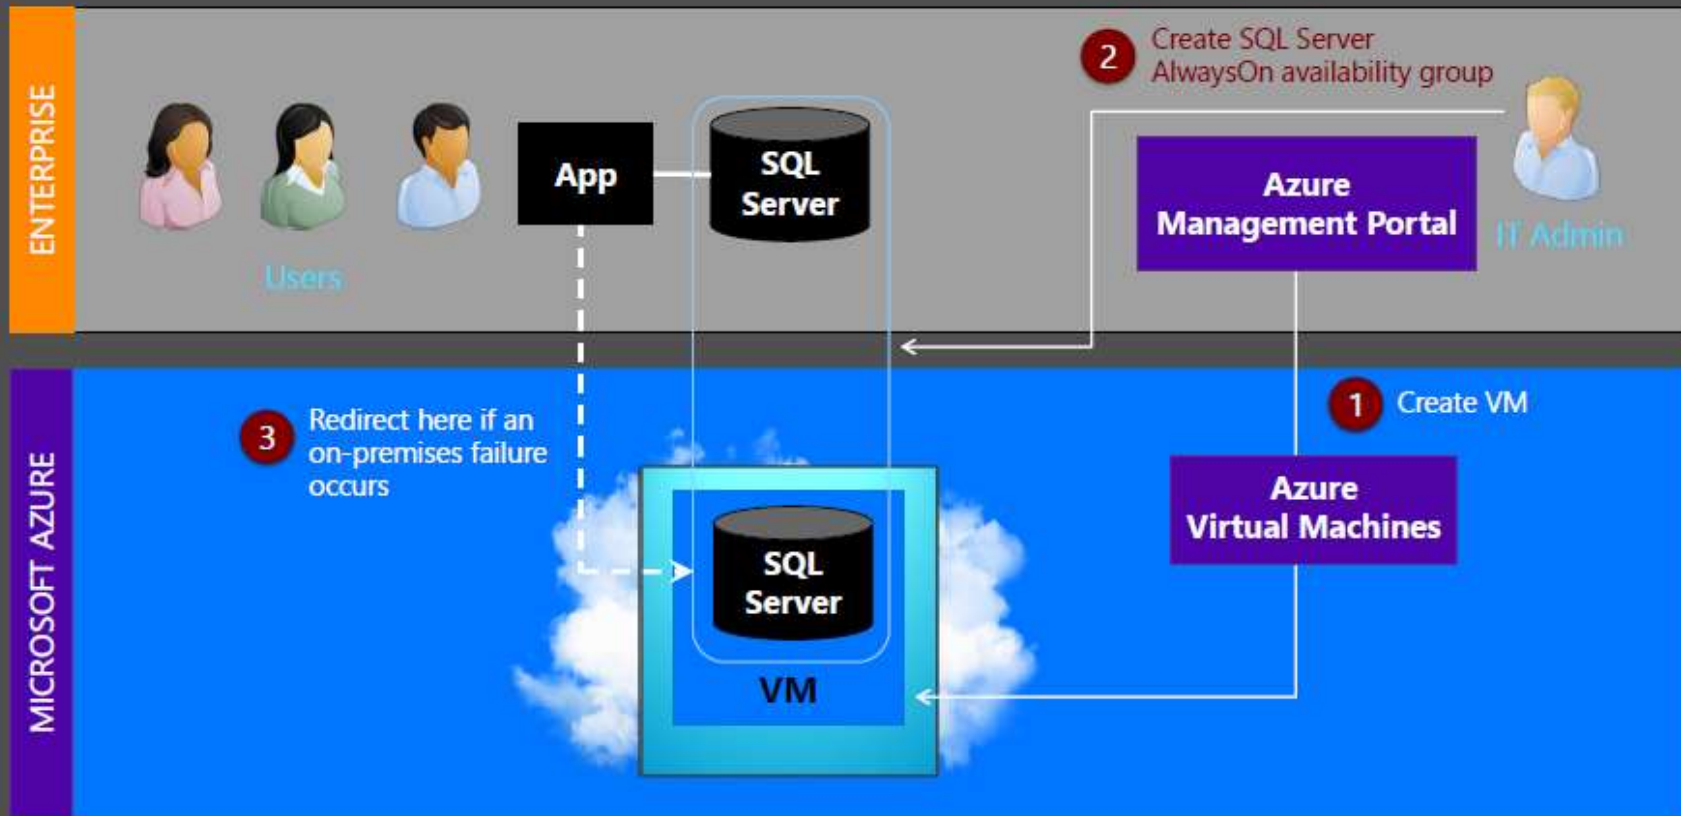 ENTERPRISE
2
Create SQL Server
AlwaysOn availability group
Users
App
SQL
Server
Azure
Management Portal
IT Admin
MICROSOFT AZURE
1
Create VM
3
Redirect here if an
on-premises failure
occurs
Azure
Virtual Machines
SQL
Server
VM